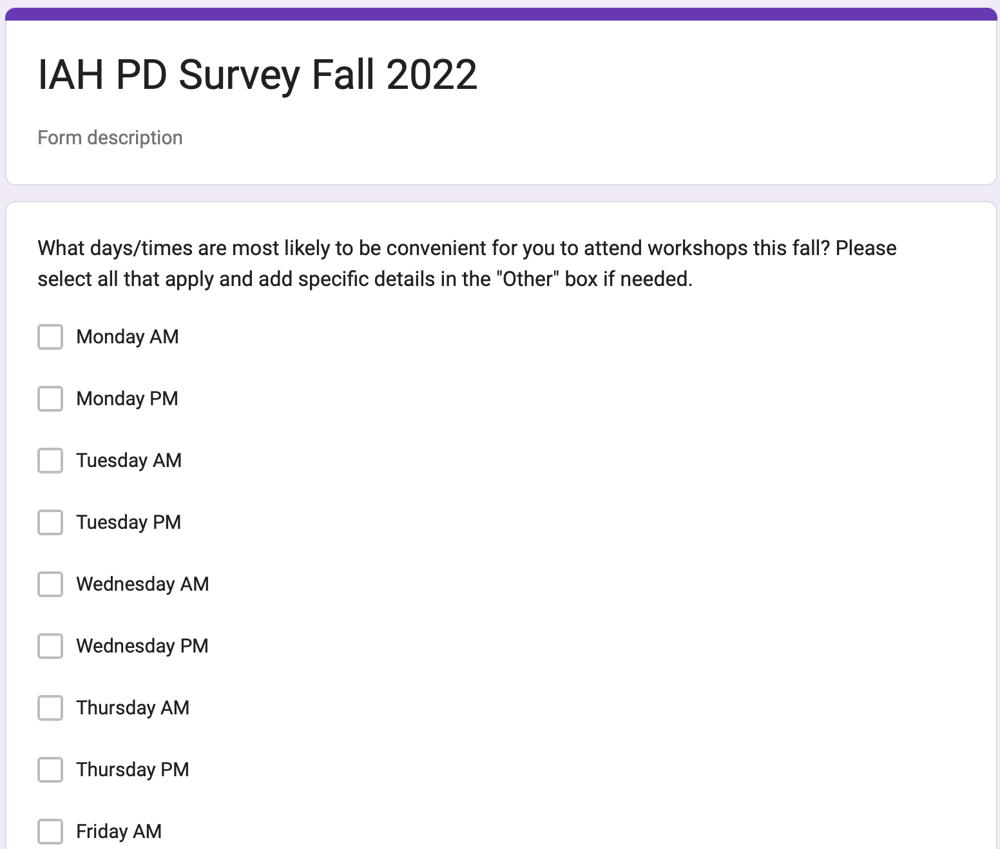 IAH PD Survey Fall 2022
Form description
What days/times are most likely to be convenient for you to attend workshops this fall? Please
select all that apply and add specific details in the "Other" box if needed.
Monday AM
Monday PM
Tuesday AM
Tuesday PM
Wednesday AM
Wednesday PM
Thursday AM
Thursday PM
Friday AM